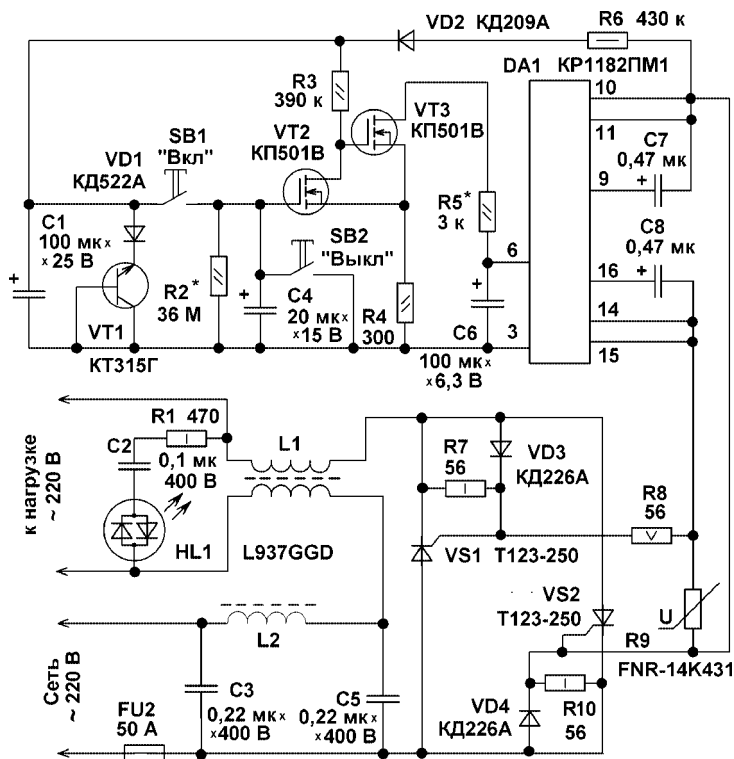 VD2 КД209А
R6 430 к
R3
390 к
DA1 КР1182ПМ1
10
VT3
КП501В
11
SB1
"Вкл"
VT2
КП501В
C7
0,47 мк
+
9
VD1
КД522А
R5*
3 к
C8
0,47 мк
+
16
C1
100 мк×
×25 В
+
SB2
"Выкл"
6
R2*
36 М
+
C4
20 мк×
×15 В
R4
300
+
C6
100 мк×
×6,3 В
14
3
15
VT1
КТ315Г
к нагрузке
~ 220 В
R1 470
C2
0,1 мк
400 В
L1
HL1
L937GGD
R7
56
VD3
КД226А
R8
56
VS1
Т123-250
VS2
Т123-250
U
R9
FNR-14K431
Сеть
~ 220 В
L2
C3
0,22 мк×
×400 В
C5
0,22 мк×
×400 В
VD4
КД226А
R10
56
FU2
50 А